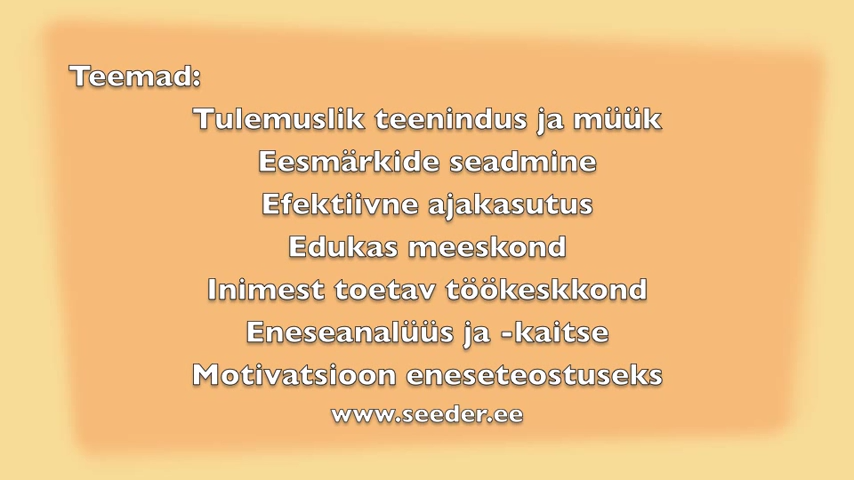 Teemad:
Tulemuslik teenindus ja müük
Eesmärkide seadmine
Efektiivne ajakasutus
Edukas meeskond
Inimest toetav töökeskkond
Eneseanalüüs ja -kaitse
Motivatsioon eneseteostuseks
www.seeder.ee